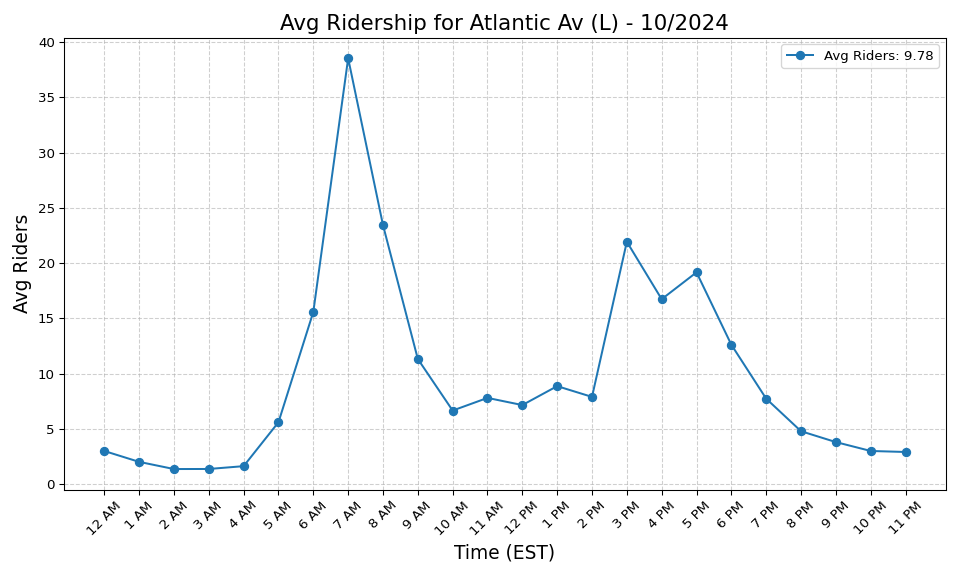 Avg Ridership for Atlantic Av (L) - 10/2024
Avg Riders: 9.78
Avg Riders
40
35
30
25
20
15
10
5
0
12 AM
1 AM
2 AM
3 AM
4 AM
5 AM
6 AM
7 AM
8 AM
9 AM
10 AM
11 AM
12 PM
1 PM
2 PM
3 PM
4 PM
5 PM
6 PM
7 PM
8 PM
9 PM
10 PM
11 PM
Time (EST)